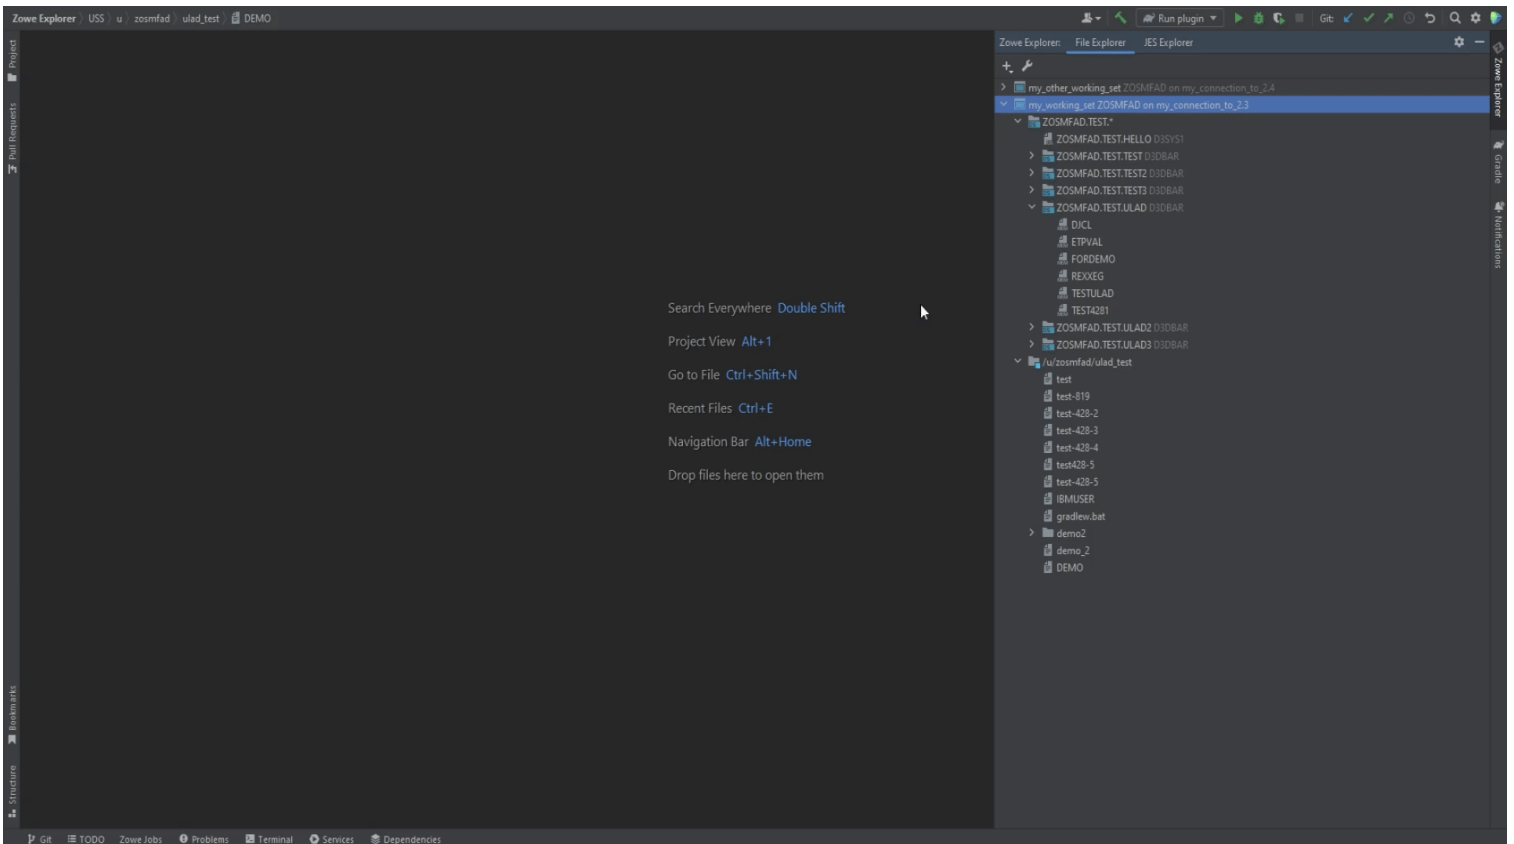 Zowe Explorer USS u zosmfad ulad_test DEMO
Run plugin Git:
Project
Pull Requests
Bookmarks
Structure
Search Everywhere Double Shift
Project View Alt+1
Go to File Ctrl+Shift+N
Recent Files Ctrl+E
Navigation Bar Alt+Home
Drop files here to open them
Zowe Explorer: File Explorer JES Explorer
my_other_working_set ZOSMFAD on my_connection_to_2.4
my_working_set ZOSMFAD on my_connection_to_2.3
ZOSMFAD.TEST.*
ZOSMFAD.TEST.HELLO D3SYS1
ZOSMFAD.TEST.TEST D3DBAR
ZOSMFAD.TEST.TEST2 D3DBAR
ZOSMFAD.TEST.TEST3 D3DBAR
ZOSMFAD.TEST.ULAD D3DBAR
DJCL
ETPVAL
FORDEMO
REXXEG
TESTULAD
TEST4281
ZOSMFAD.TEST.ULAD2 D3DBAR
ZOSMFAD.TEST.ULAD3 D3DBAR
/u/zosmfad/ulad_test
test
test-819
test-428-2
test-428-3
test-428-4
test428-5
test-428-5
IBMUSER
gradlew.bat
demo2
demo_2
DEMO
Zowe Explorer
Gradle
Notifications
Git TODO Zowe Jobs Problems Terminal Services Dependencies